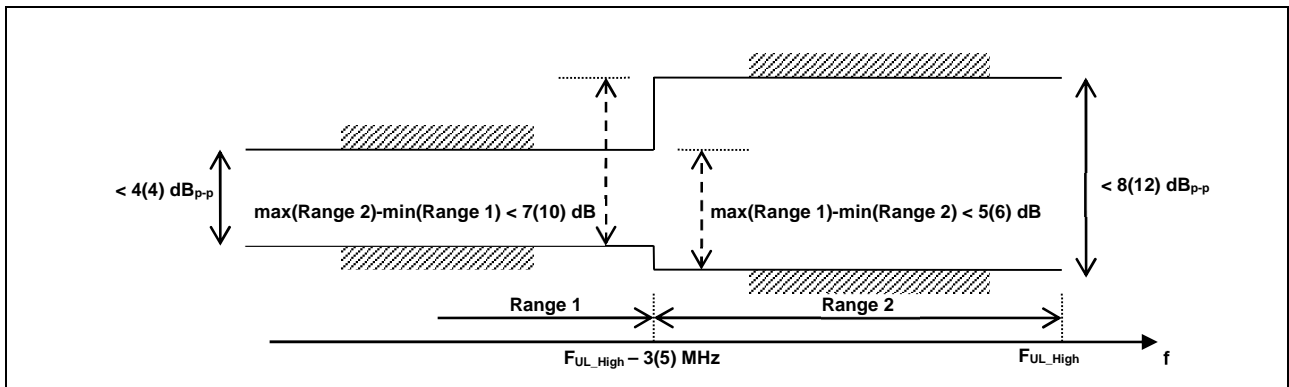 < 4(4) dBp-p
max(Range 2)-min(Range 1) < 7(10) dB
max(Range 1)-min(Range 2) < 5(6) dB
< 8(12) dBp-p
Range 1
Range 2
FUL_High – 3(5) MHz
FUL_High
f